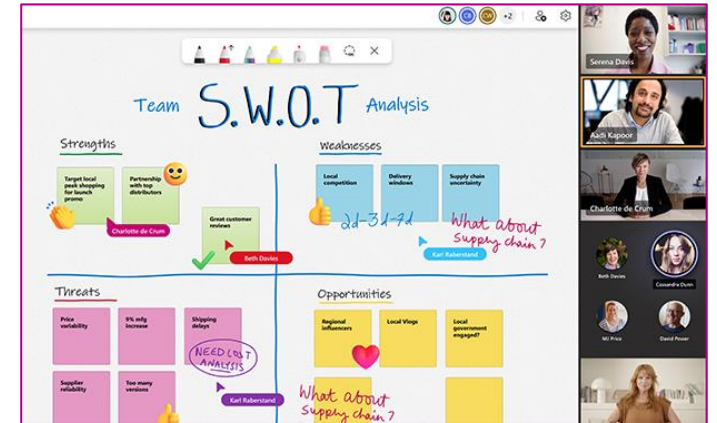 CB
CW
+2
Team S.W.O.T Analysis
Strengths
Target local
peak shopping
for launch
promo
Partnership
with top
distributors
Charlotte de Crum
Great customer
reviews
Beth Davies
Weaknesses
Local
competition
Delivery
windows
Supply chain
uncertainty
2d-3d-7d
What about
supply chain?
Karl Raberstand
Threats
Price
variability
9% mfg
increase
Shipping
delays
NEED COST
ANALYSIS
Supplier
reliability
Too many
versions
Karl Raberstand
Opportunities
Regional
influencers
Local Vlogs
Local
government
engaged?
What about
supply chain?
Serena Davis
Aadi Kapoor
Charlotte de Crum
Beth Davies
Cassandra Dunn
MJ Price
David Power